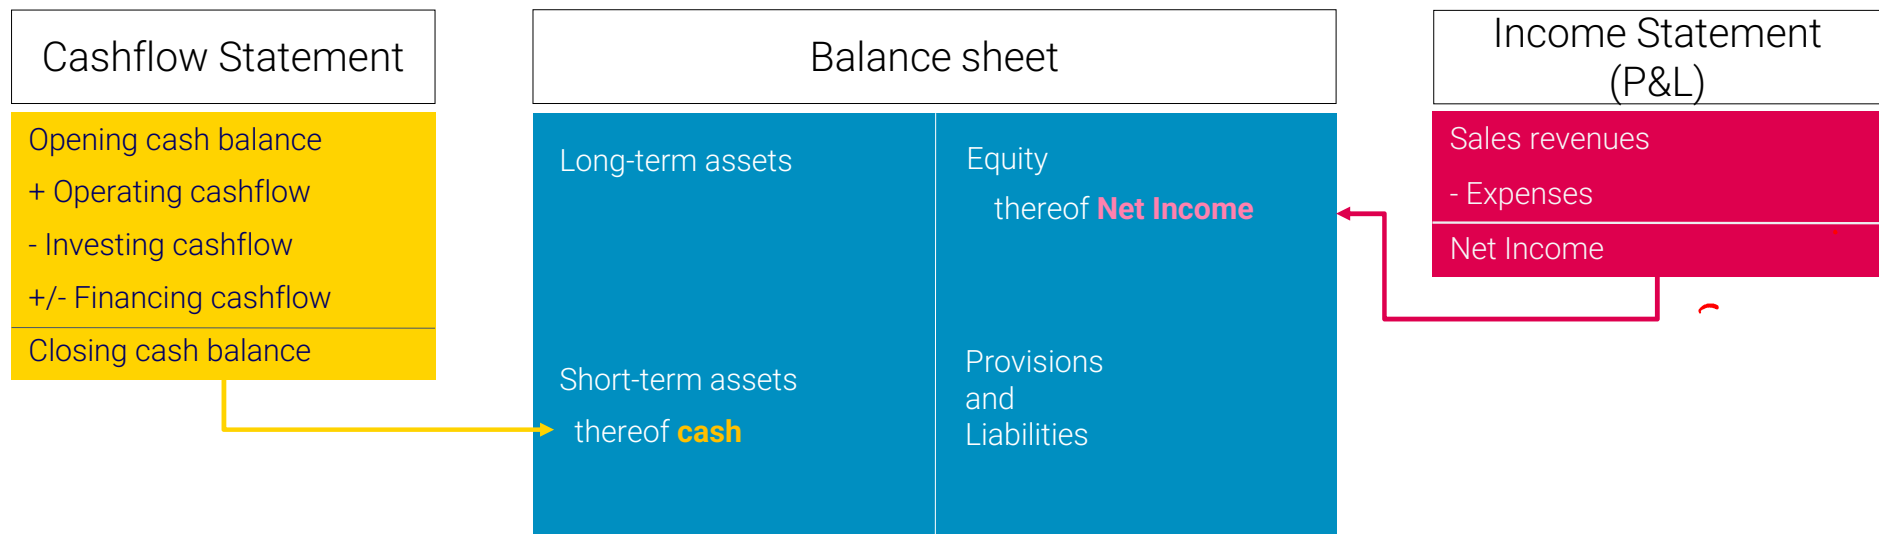 Cashflow Statement
Opening cash balance
+ Operating cashflow
- Investing cashflow
+/- Financing cashflow
Closing cash balance
Balance sheet
Long-term assets
Short-term assets
thereof cash
Equity
thereof Net Income
Provisions
and
Liabilities
Income Statement
(P&L)
Sales revenues
- Expenses
Net Income